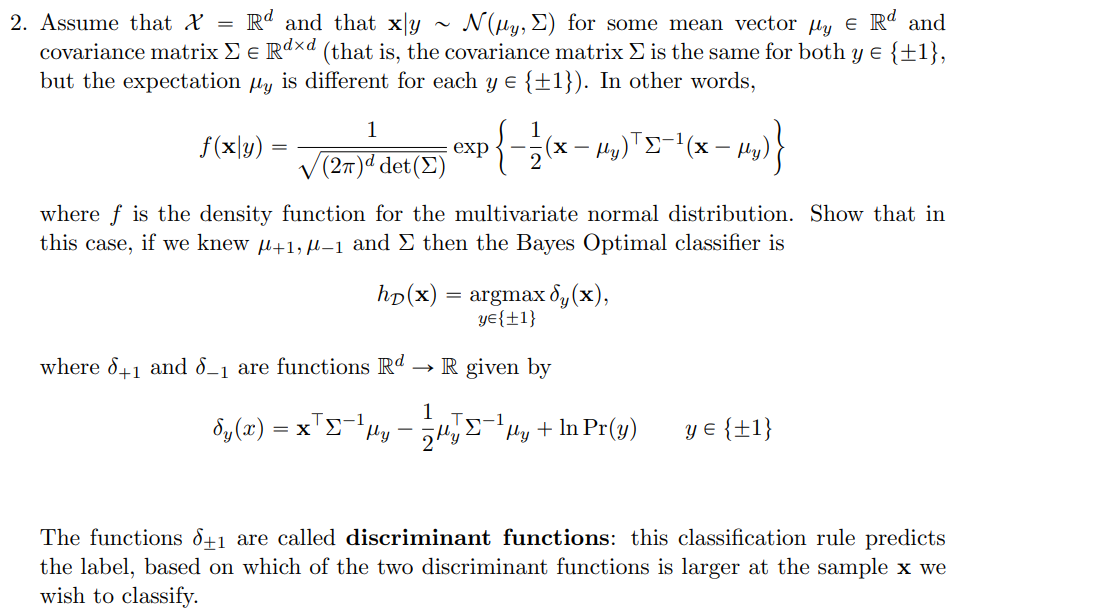 2. Assume that $\mathcal{X} = \mathbb{R}^d$ and that $\mathbf{x}|y \sim \mathcal{N}(\mu_y, \Sigma)$ for some mean vector $\mu_y \in \mathbb{R}^d$ and
covariance matrix $\Sigma \in \mathbb{R}^{d \times d}$ (that is, the covariance matrix $\Sigma$ is the same for both $y \in \{\pm 1\}$,
but the expectation $\mu_y$ is different for each $y \in \{\pm 1\}$). In other words,
$f(\mathbf{x}|y) = \frac{1}{\sqrt{(2\pi)^d \det(\Sigma)}} \exp\left\{-\frac{1}{2}(\mathbf{x} - \mu_y)^\top \Sigma^{-1}(\mathbf{x} - \mu_y)\right\}$
where $f$ is the density function for the multivariate normal distribution. Show that in
this case, if we knew $\mu_{+1}, \mu_{-1}$ and $\Sigma$ then the Bayes Optimal classifier is
$h_{\mathcal{D}}(\mathbf{x}) = \underset{y \in \{\pm 1\}}{\operatorname{argmax}}\, \delta_y(\mathbf{x}),$
where $\delta_{+1}$ and $\delta_{-1}$ are functions $\mathbb{R}^d \to \mathbb{R}$ given by
$\delta_y(x) = \mathbf{x}^\top \Sigma^{-1} \mu_y - \frac{1}{2}\mu_y^\top \Sigma^{-1} \mu_y + \ln \Pr(y) \qquad y \in \{\pm 1\}$
The functions $\delta_{\pm 1}$ are called discriminant functions: this classification rule predicts
the label, based on which of the two discriminant functions is larger at the sample $\mathbf{x}$ we
wish to classify.